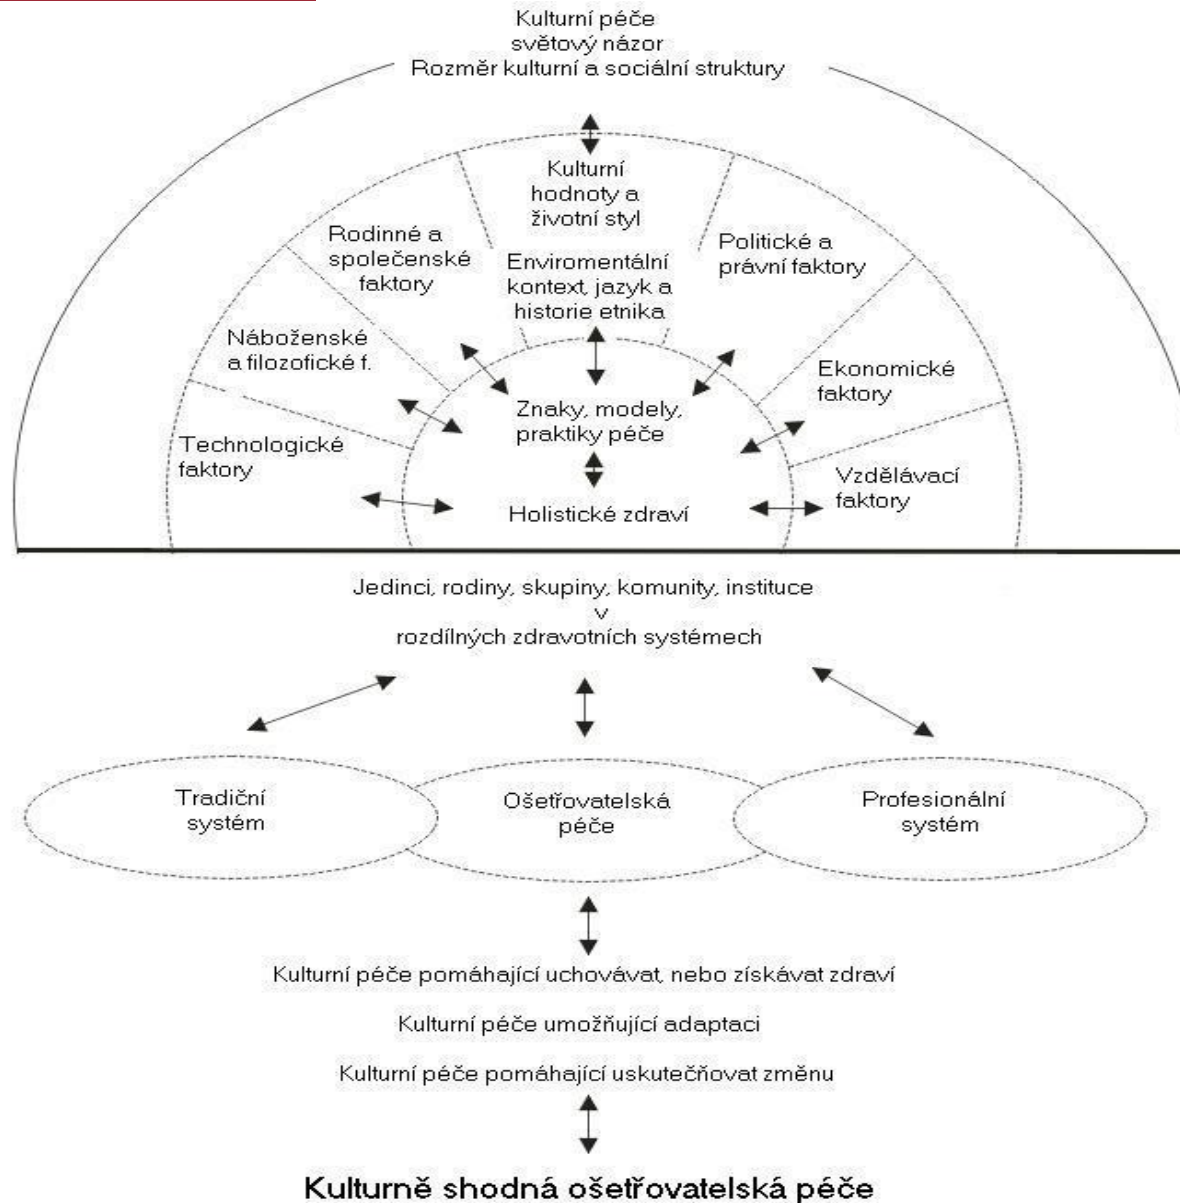 Kulturní péče
světový názor
Rozměr kulturní a sociální struktury
Kulturní
hodnoty a
životní styl
Rodinné a
společenské
faktory
Politické a
právní faktory
Enviromentální
kontext, jazyk a
historie etnika
Náboženské
a filozofické f.
Ekonomické
faktory
Znaky, modely,
praktiky péče
Technologické
faktory
Vzdělávací
faktory
Holistické zdraví
Jedinci, rodiny, skupiny, komunity, instituce
v
rozdílných zdravotních systémech
Tradiční
systém
Ošetřovatelská
péče
Profesionální
systém
Kulturní péče pomáhající uchovávat, nebo získávat zdraví
Kulturní péče umožňující adaptaci
Kulturní péče pomáhající uskutečňovat změnu
Kulturně shodná ošetřovatelská péče